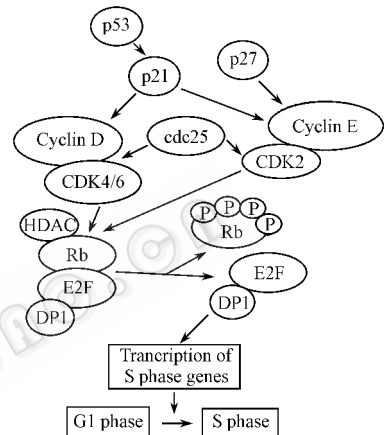 p53
p21
p27
Cyclin D
cdc25
Cyclin E
CDK4/6
CDK2
HDAC
Rb
E2F
DP1
P P P P
Rb
E2F
DP1
Trancription of
S phase genes
G1 phase
S phase